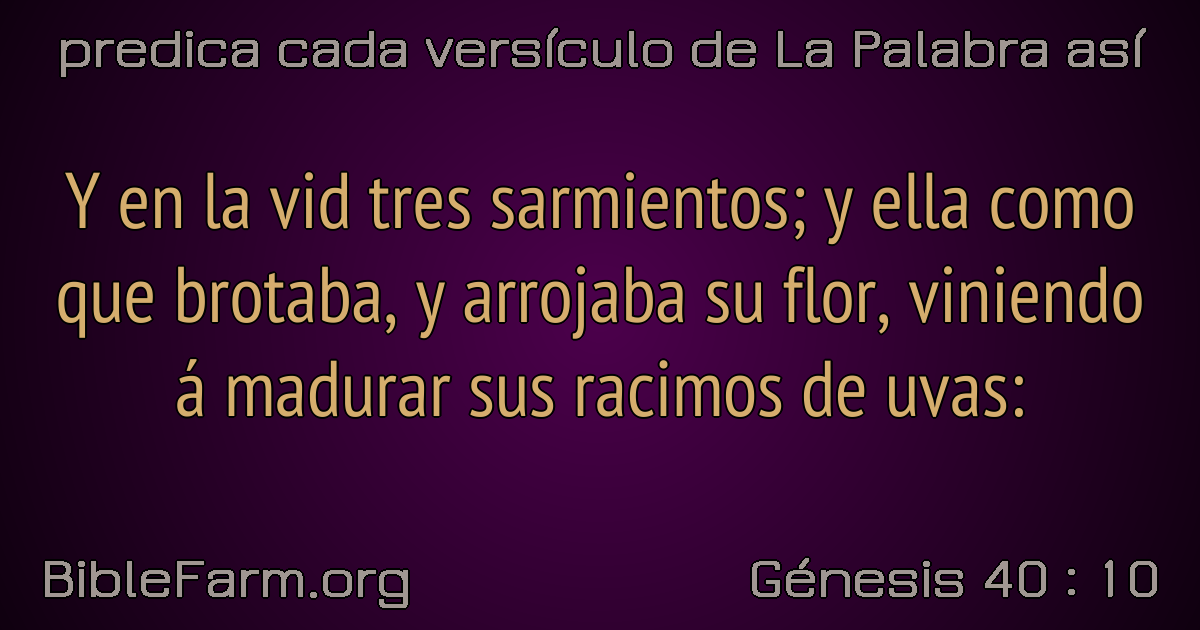 predica cada versículo de La Palabra así
Y en la vid tres sarmientos; y ella como
que brotaba, y arrojaba su flor, viniendo
á madurar sus racimos de uvas:
BibleFarm.org
Génesis 40 : 10